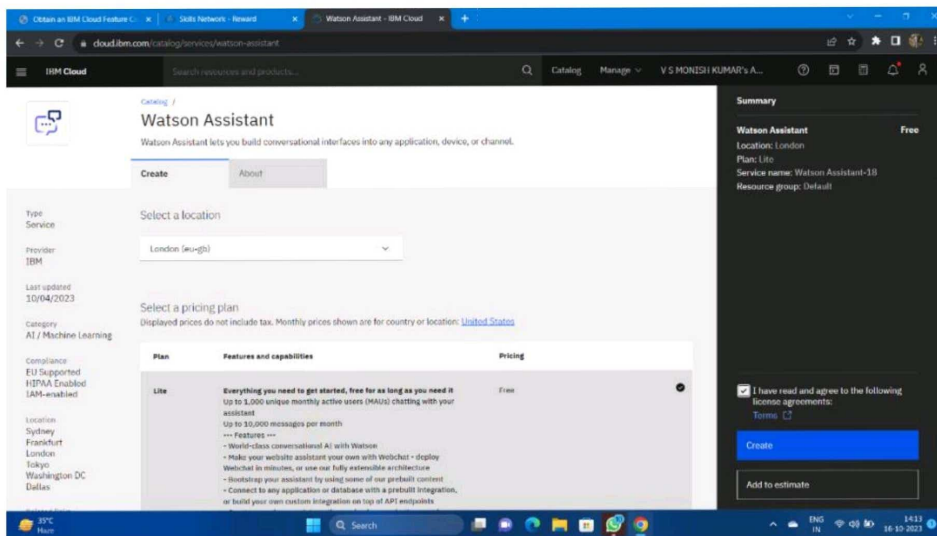 Obtain an IBM Cloud Feature C
Skills Network - Reward
Watson Assistant - IBM Cloud
cloud.ibm.com/catalog/services/watson-assistant
IBM Cloud
Search resources and products...
Catalog
Manage
V S MONISH KUMAR's A...
Catalog /
Watson Assistant
Watson Assistant lets you build conversational interfaces into any application, device, or channel.
Create
About
Type
Service
Provider
IBM
Last updated
10/04/2023
Category
AI / Machine Learning
Compliance
EU Supported
HIPAA Enabled
IAM-enabled
Location
Sydney
Frankfurt
London
Tokyo
Washington DC
Dallas
Select a location
London (eu-gb)
Select a pricing plan
Displayed prices do not include tax. Monthly prices shown are for country or location: United States
Plan
Features and capabilities
Pricing
Lite
Everything you need to get started, free for as long as you need it
Free
Up to 1,000 unique monthly active users (MAUs) chatting with your
assistant
Up to 10,000 messages per month
--- Features ---
- World-class conversational AI with Watson
- Make your website assistant your own with Webchat - deploy
Webchat in minutes, or use our fully extensible architecture
- Bootstrap your assistant by using some of our prebuilt content
- Connect to any application or database with a prebuilt integration,
or build your own custom integration on top of API endpoints
Summary
Watson Assistant Free
Location: London
Plan: Lite
Service name: Watson Assistant-18
Resource group: Default
I have read and agree to the following
license agreements:
Terms
Create
Add to estimate
35°C
Haze
Search
ENG
IN
14:13
16-10-2023